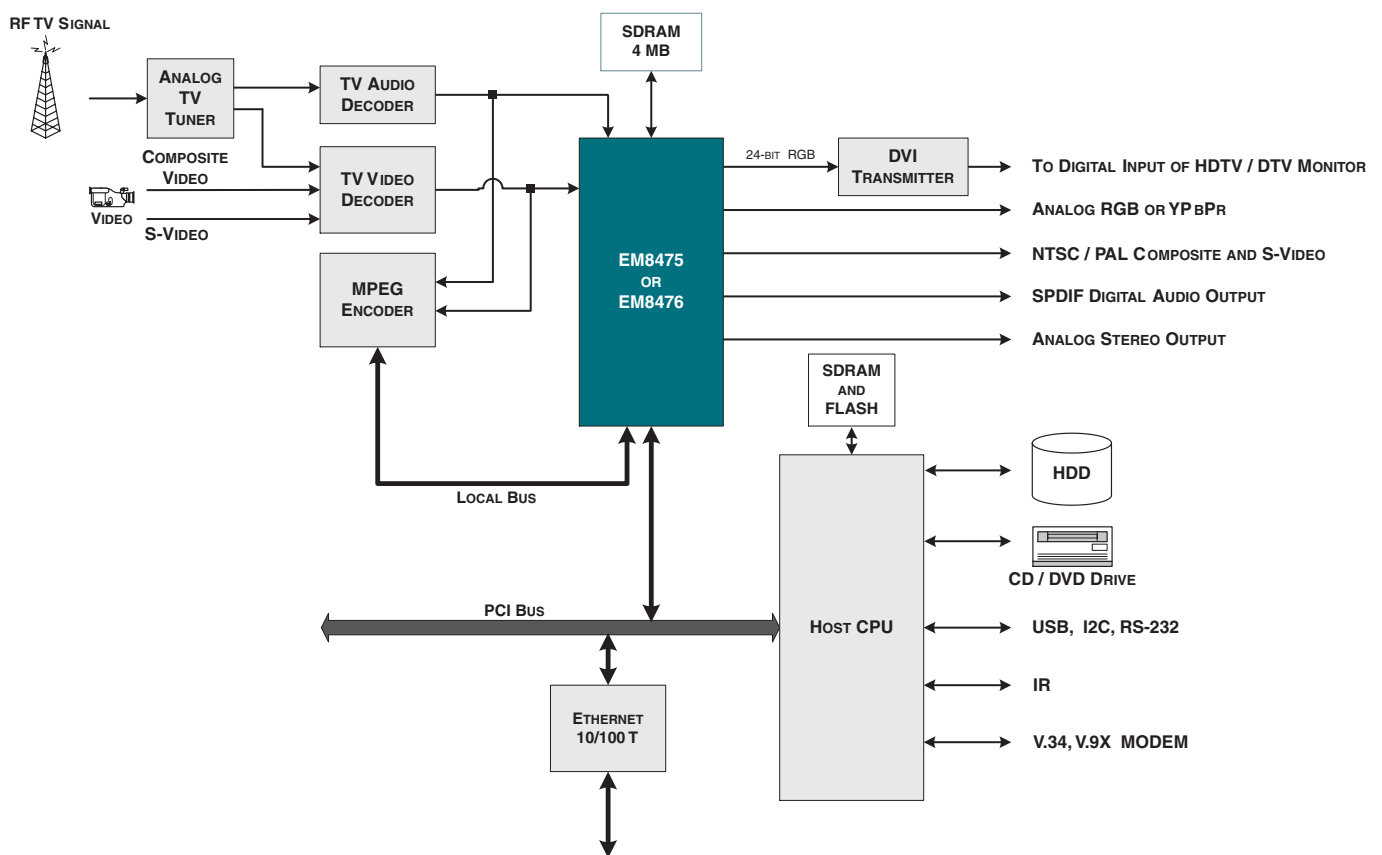 RF TV SIGNAL
SDRAM
4 MB
ANALOG
TV
TUNER
TV AUDIO
DECODER
COMPOSITE
VIDEO
TV VIDEO
DECODER
VIDEO
S-VIDEO
24-BIT RGB
DVI
TRANSMITTER
TO DIGITAL INPUT OF HDTV / DTV MONITOR
ANALOG RGB OR YPBPR
EM8475
OR
EM8476
NTSC / PAL COMPOSITE AND S-VIDEO
MPEG
ENCODER
SPDIF DIGITAL AUDIO OUTPUT
ANALOG STEREO OUTPUT
SDRAM
AND
FLASH
HDD
LOCAL BUS
CD / DVD DRIVE
PCI BUS
HOST CPU
USB, I2C, RS-232
IR
ETHERNET
10/100 T
V.34, V.9X MODEM